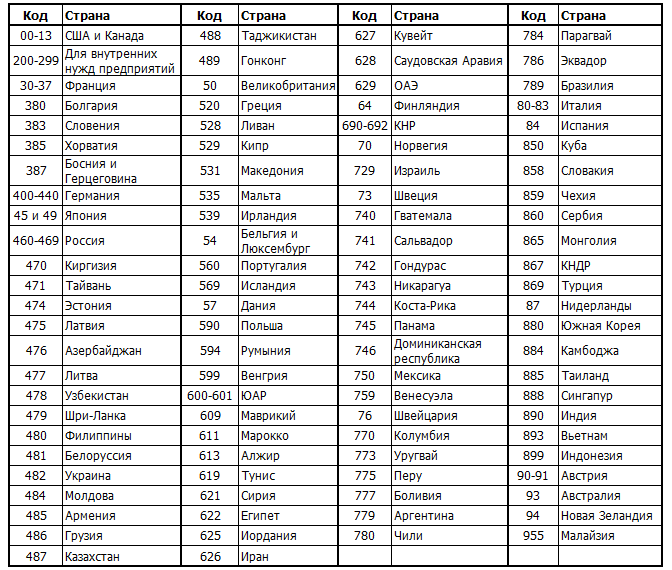 Код Страна Код Страна Код Страна Код Страна
00-13 США и Канада 488 Таджикистан 627 Кувейт 784 Парагвай
200-299 Для внутренних нужд предприятий 489 Гонконг 628 Саудовская Аравия 786 Эквадор
30-37 Франция 50 Великобритания 629 ОАЭ 789 Бразилия
380 Болгария 520 Греция 64 Финляндия 80-83 Италия
383 Словения 528 Ливан 690-692 КНР 84 Испания
385 Хорватия 529 Кипр 70 Норвегия 850 Куба
387 Босния и Герцеговина 531 Македония 729 Израиль 858 Словакия
400-440 Германия 535 Мальта 73 Швеция 859 Чехия
45 и 49 Япония 539 Ирландия 740 Гватемала 860 Сербия
460-469 Россия 54 Бельгия и Люксембург 741 Сальвадор 865 Монголия
470 Киргизия 560 Португалия 742 Гондурас 867 КНДР
471 Тайвань 569 Исландия 743 Никарагуа 869 Турция
474 Эстония 57 Дания 744 Коста-Рика 87 Нидерланды
475 Латвия 590 Польша 745 Панама 880 Южная Корея
476 Азербайджан 594 Румыния 746 Доминиканская республика 884 Камбоджа
477 Литва 599 Венгрия 750 Мексика 885 Таиланд
478 Узбекистан 600-601 ЮАР 759 Венесуэла 888 Сингапур
479 Шри-Ланка 609 Маврикий 76 Швейцария 890 Индия
480 Филиппины 611 Марокко 770 Колумбия 893 Вьетнам
481 Белоруссия 613 Алжир 773 Уругвай 899 Индонезия
482 Украина 619 Тунис 775 Перу 90-91 Австрия
484 Молдова 621 Сирия 777 Боливия 93 Австралия
485 Армения 622 Египет 779 Аргентина 94 Новая Зеландия
486 Грузия 625 Иордания 780 Чили 955 Малайзия
487 Казахстан 626 Иран